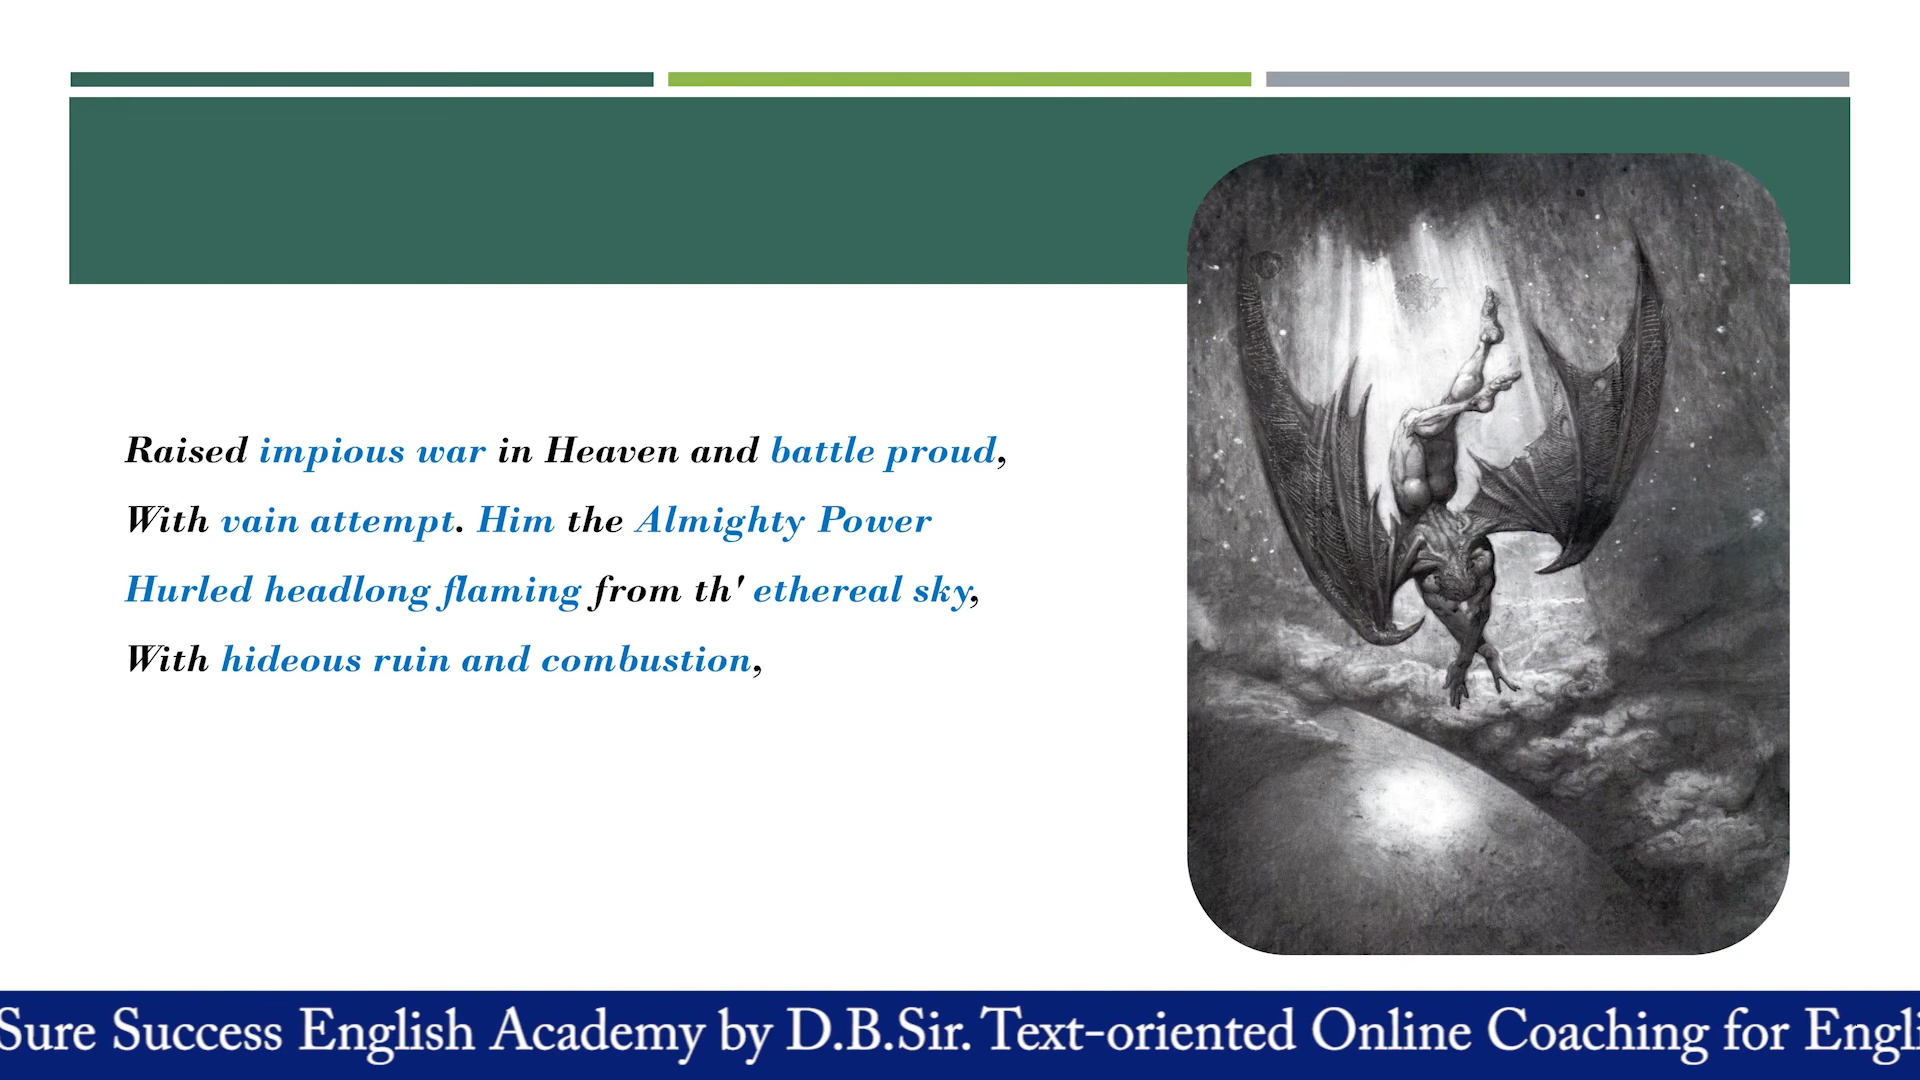 Raised impious war in Heaven and battle proud,
With vain attempt. Him the Almighty Power
Hurled headlong flaming from th' ethereal sky,
With hideous ruin and combustion,
Sure Success English Academy by D.B.Sir. Text-oriented Online Coaching for Engli